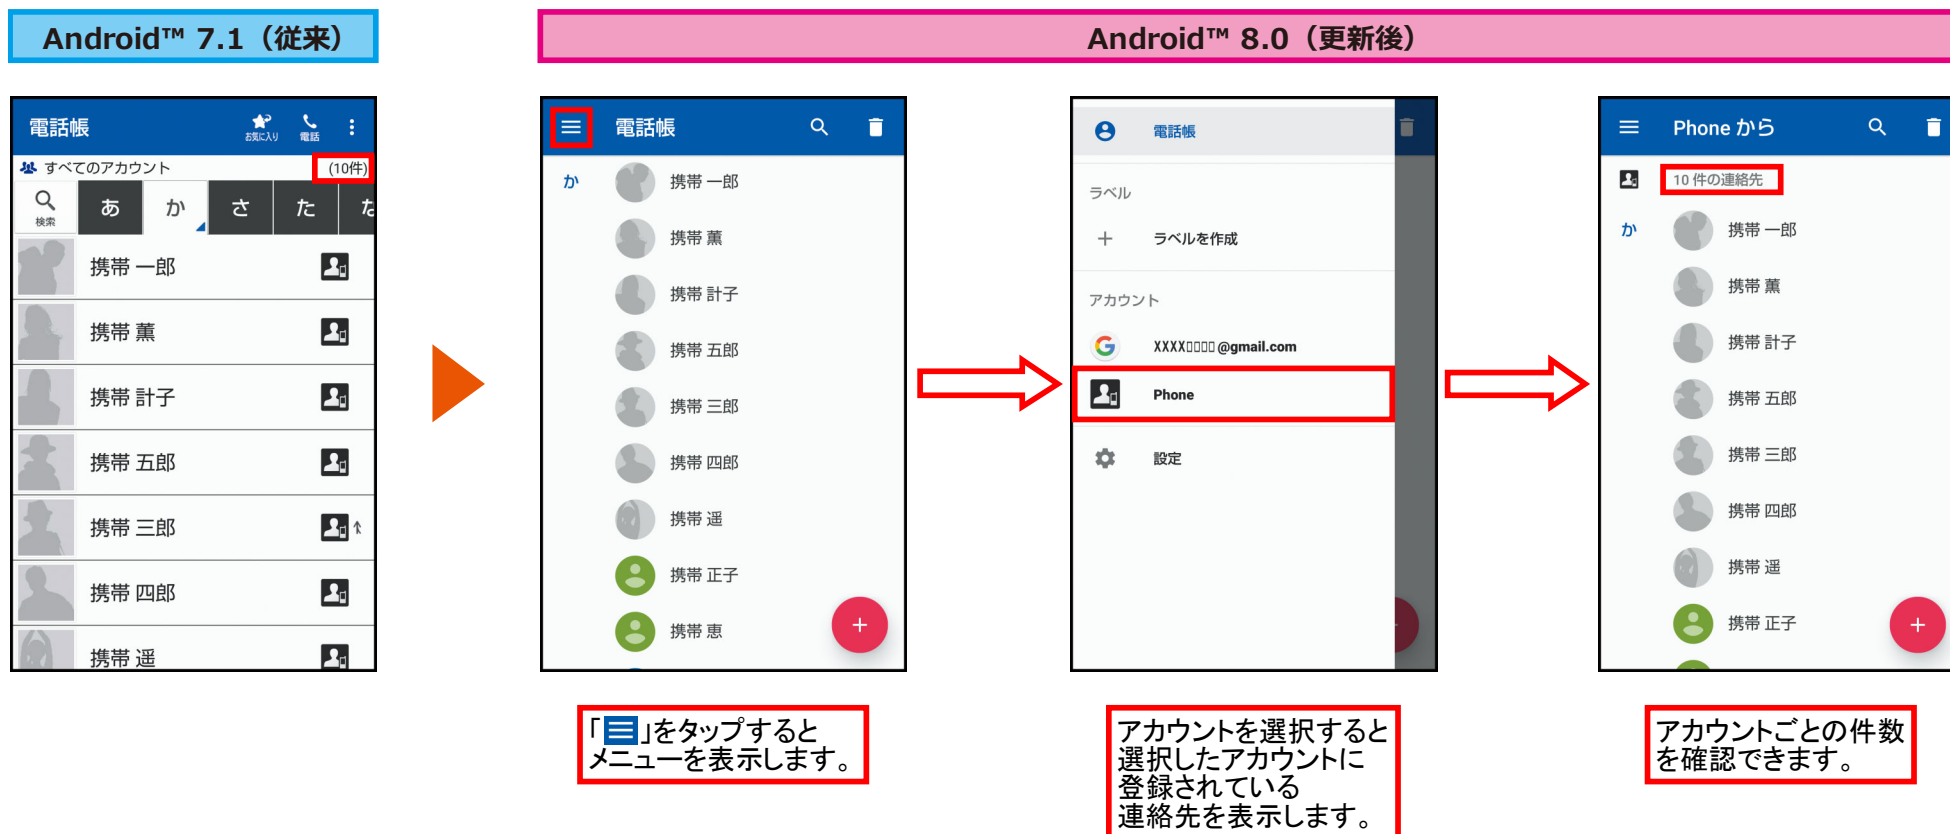 Android™ 7.1（従来）
Android™ 8.0（更新後）
電話帳
お気に入り
電話
すべてのアカウント
(10件)
検索
あ
か
さ
た
な
携帯 一郎
携帯 薫
携帯 計子
携帯 五郎
携帯 三郎
携帯 四郎
携帯 遥
電話帳
か
携帯 一郎
携帯 薫
携帯 計子
携帯 五郎
携帯 三郎
携帯 四郎
携帯 遥
携帯 正子
携帯 恵
「≡」をタップすると
メニューを表示します。
電話帳
ラベル
ラベルを作成
アカウント
XXXX▯▯▯▯@gmail.com
Phone
設定
アカウントを選択すると
選択したアカウントに
登録されている
連絡先を表示します。
Phone から
10 件の連絡先
か
携帯 一郎
携帯 薫
携帯 計子
携帯 五郎
携帯 三郎
携帯 四郎
携帯 遥
携帯 正子
アカウントごとの件数
を確認できます。